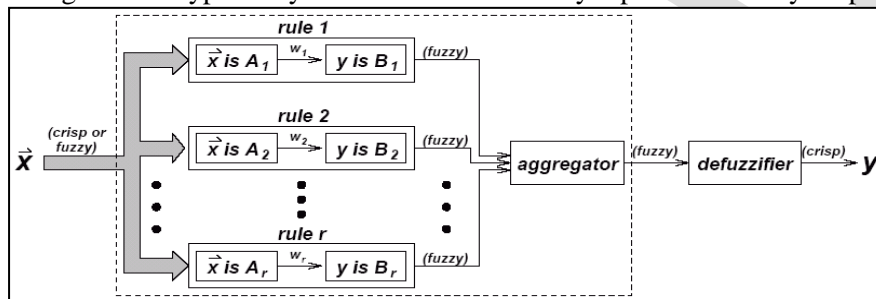 rule 1
x is A1 w1 y is B1 (fuzzy)
rule 2
(crisp or fuzzy)
x x is A2 w2 y is B2 (fuzzy) aggregator (fuzzy) defuzzifier (crisp) y
rule r
x is Ar wr y is Br (fuzzy)